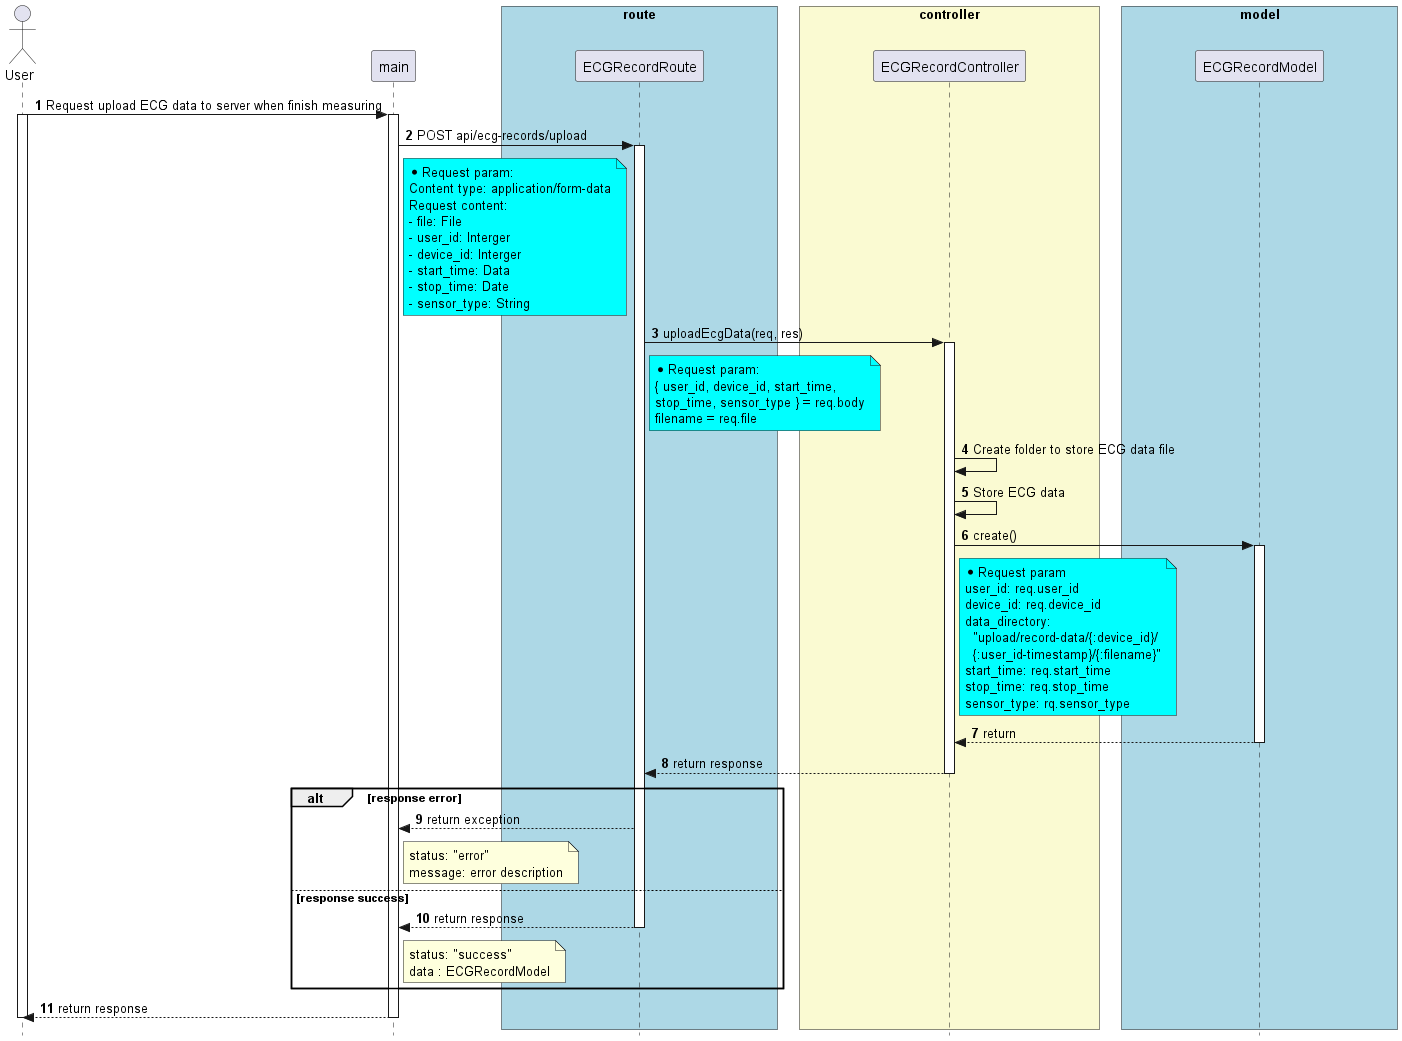 route
controller
model
User
main
ECGRecordRoute
ECGRecordController
ECGRecordModel
1 Request upload ECG data to server when finish measuring
2 POST api/ecg-records/upload
• Request param:
Content type: application/form-data
Request content:
- file: File
- user_id: Interger
- device_id: Interger
- start_time: Data
- stop_time: Date
- sensor_type: String
3 uploadEcgData(req, res)
• Request param:
{ user_id, device_id, start_time,
stop_time, sensor_type } = req.body
filename = req.file
4 Create folder to store ECG data file
5 Store ECG data
6 create()
• Request param
user_id: req.user_id
device_id: req.device_id
data_directory:
"upload/record-data/{:device_id}/
{:user_id-timestamp}/{:filename}"
start_time: req.start_time
stop_time: req.stop_time
sensor_type: rq.sensor_type
7 return
8 return response
alt [response error]
9 return exception
status: "error"
message: error description
[response success]
10 return response
status: "success"
data : ECGRecordModel
11 return response